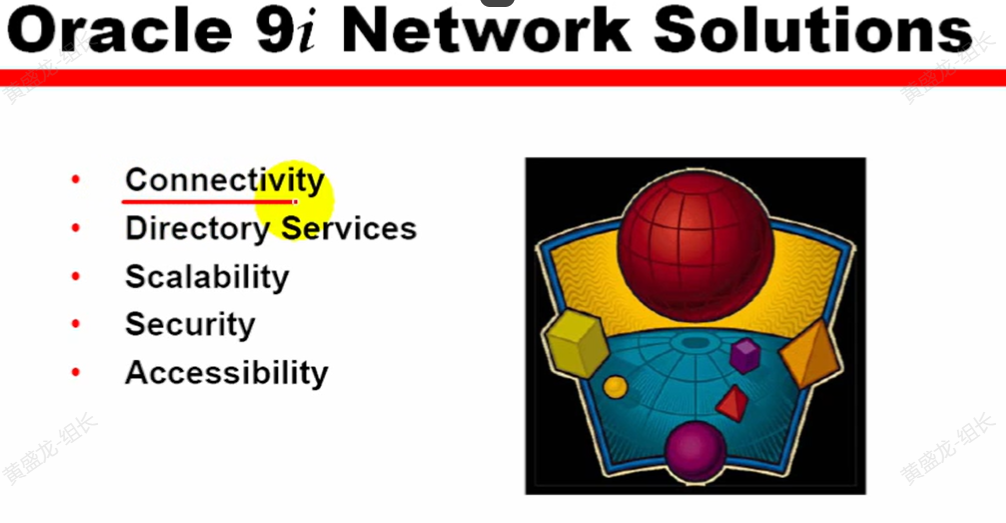 Oracle 9i Network Solutions
• Connectivity
• Directory Services
• Scalability
• Security
• Accessibility
黄盛龙-组长
黄盛龙-组长
黄盛龙-组长
黄盛龙-组长